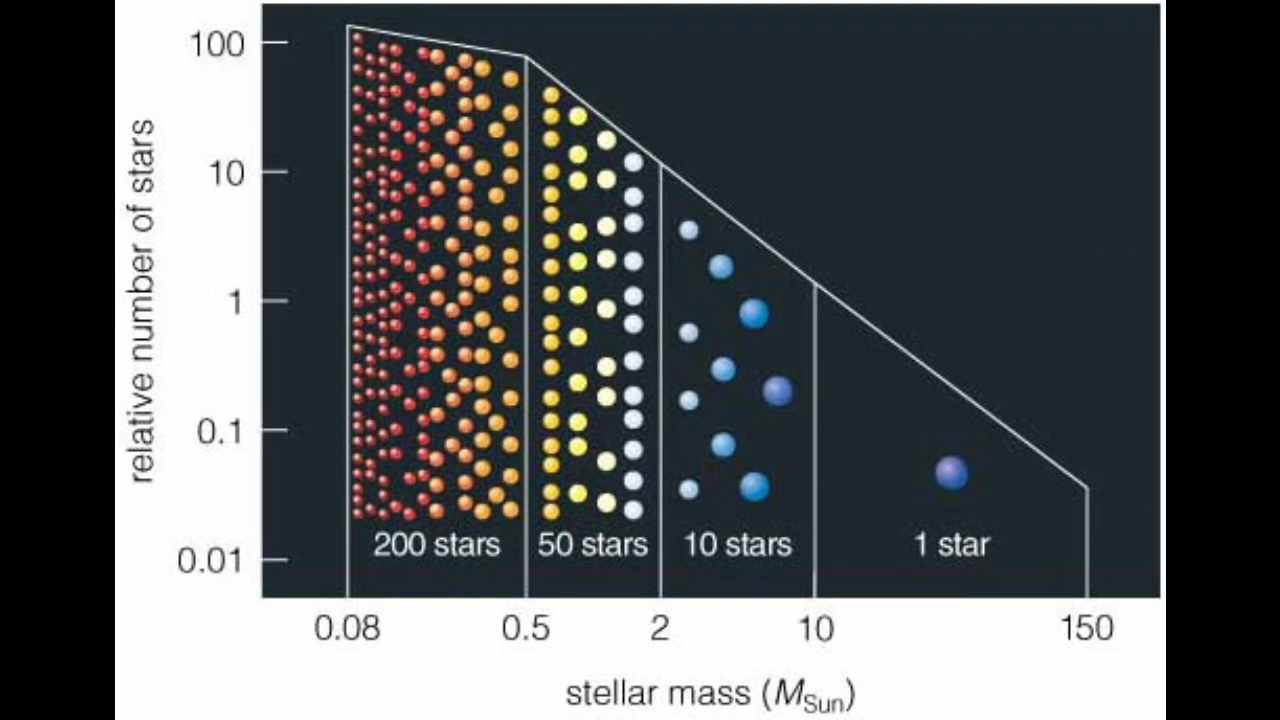 relative number of stars
100
10
1
0.1
0.01
200 stars
50 stars
10 stars
1 star
0.08
0.5
2
10
150
stellar mass (MSun)